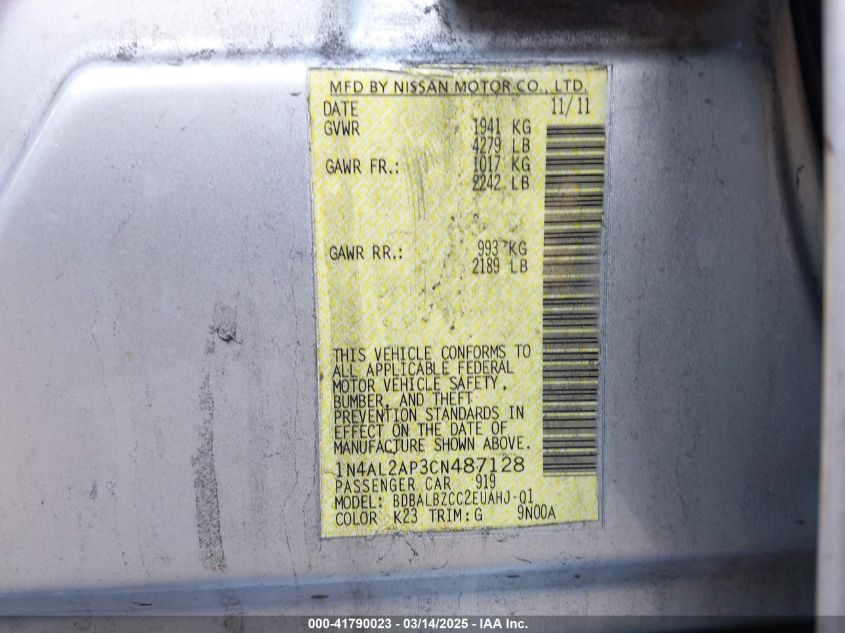 MFD BY NISSAN MOTOR CO., LTD.
DATE 11/11
GVWR 1941 KG
4279 LB
GAWR FR.: 1017 KG
2242 LB
GAWR RR.: 993 KG
2189 LB
THIS VEHICLE CONFORMS TO
ALL APPLICABLE FEDERAL
MOTOR VEHICLE SAFETY,
BUMBER, AND THEFT
PREVENTION STANDARDS IN
EFFECT ON THE DATE OF
MANUFACTURE SHOWN ABOVE.
1N4AL2AP3CN487128
PASSENGER CAR 919
MODEL: BDBALBZCC2EUAHJ-Q1
COLOR K23 TRIM:G 9N00A
000-41790023 - 03/14/2025 - IAA Inc.